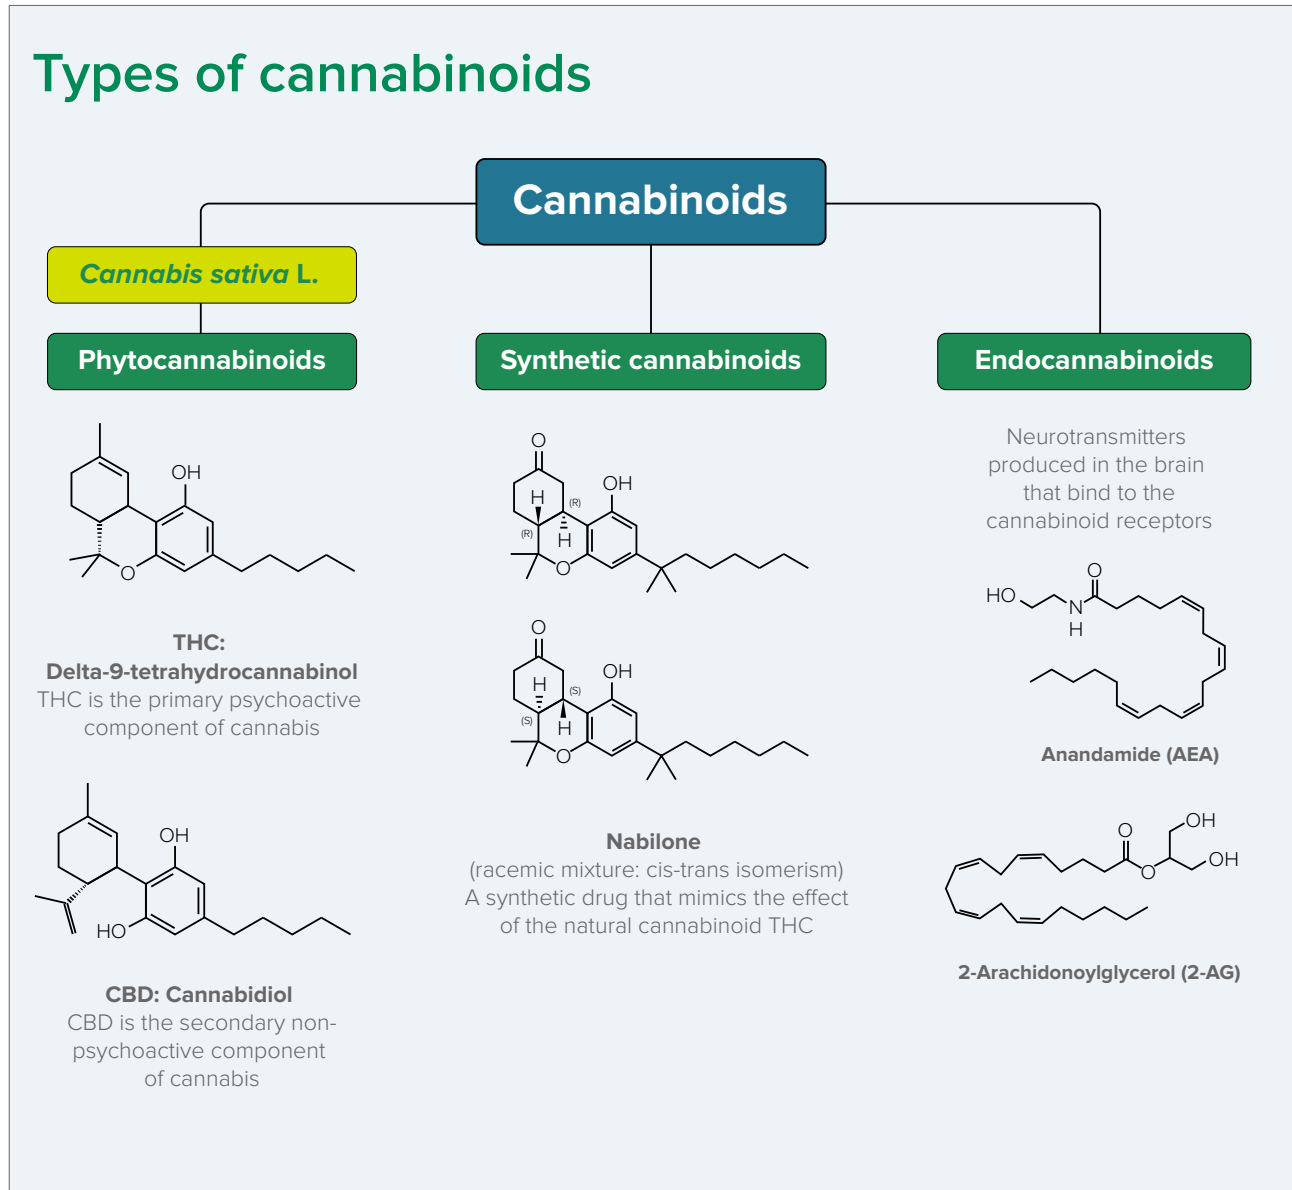 Types of cannabinoids
Cannabinoids
Cannabis sativa L.
Phytocannabinoids
OH
O
THC:
Delta-9-tetrahydrocannabinol
THC is the primary psychoactive
component of cannabis
OH
HO
CBD: Cannabidiol
CBD is the secondary non-
psychoactive component
of cannabis
Synthetic cannabinoids
O
OH
H
(R)
(R)
H
O
O
OH
H
(S)
(S)
H
O
Nabilone
(racemic mixture: cis-trans isomerism)
A synthetic drug that mimics the effect
of the natural cannabinoid THC
Endocannabinoids
Neurotransmitters
produced in the brain
that bind to the
cannabinoid receptors
O
HO
N
H
Anandamide (AEA)
OH
O
OH
O
2-Arachidonoylglycerol (2-AG)